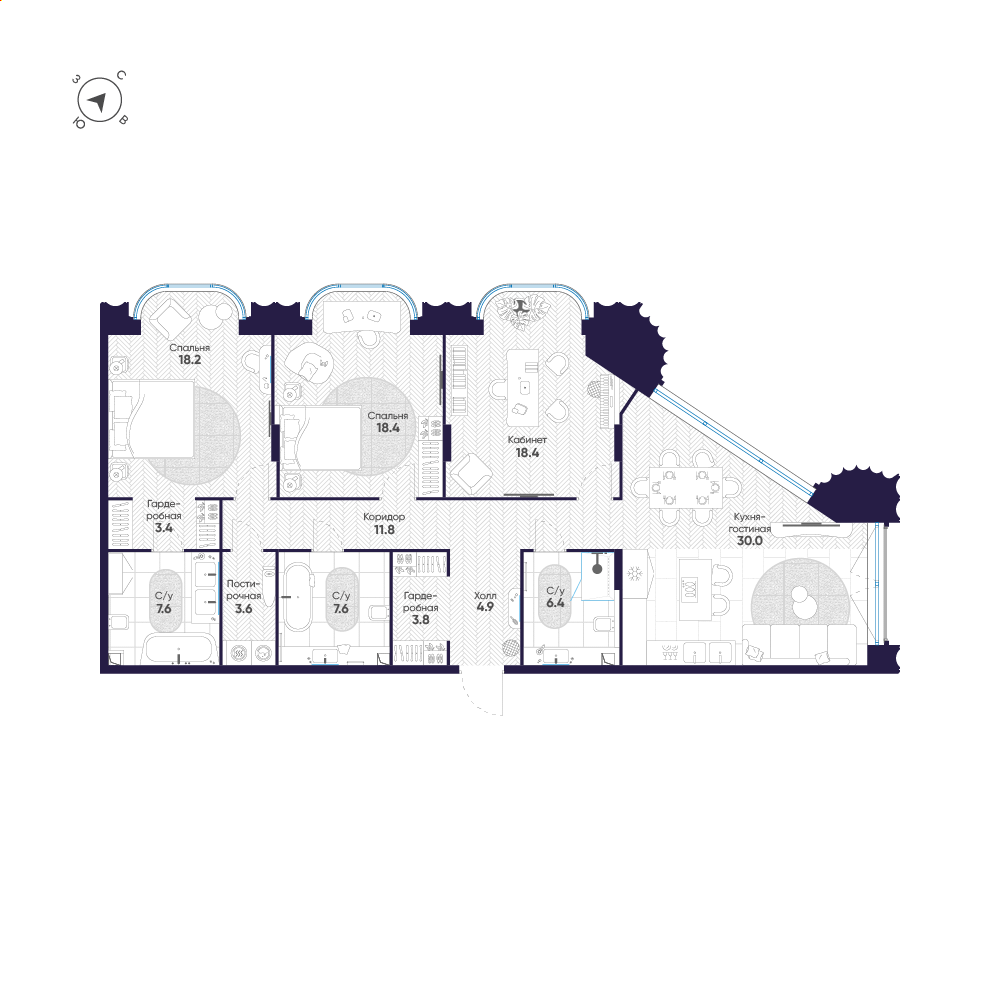 З
С
Ю
В
Спальня
18.2
Спальня
18.4
Кабинет
18.4
Гарде-
робная
3.4
Коридор
11.8
Кухня-
гостиная
30.0
С/у
7.6
Пости-
рочная
3.6
С/у
7.6
Гарде-
робная
3.8
Холл
4.9
С/у
6.4